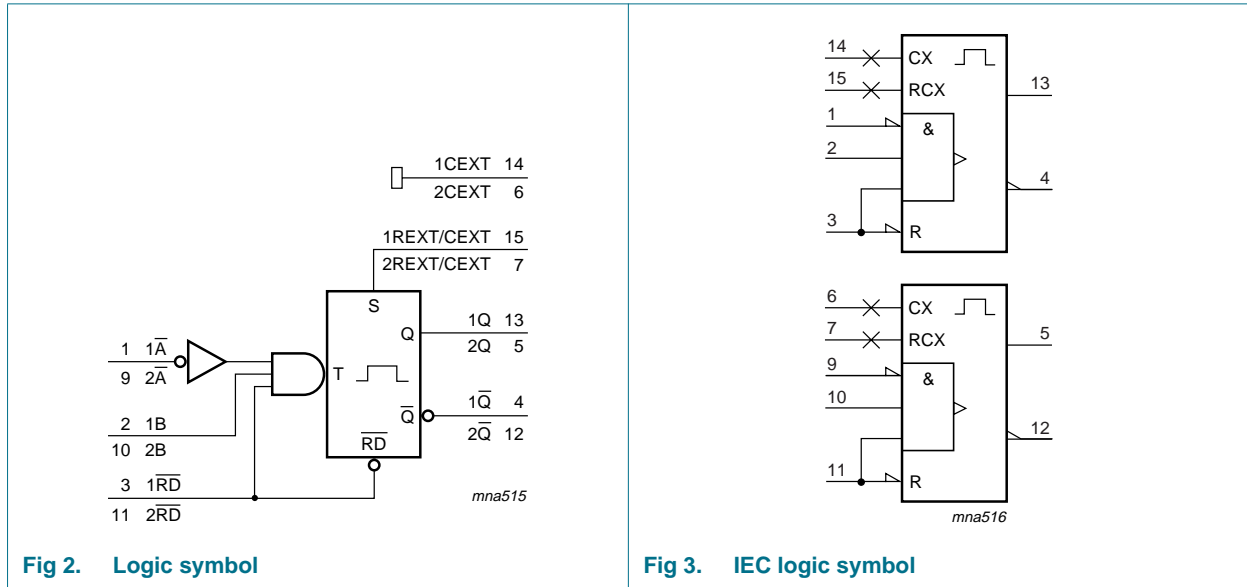 1CEXT 14
2CEXT 6
1REXT/CEXT 15
2REXT/CEXT 7
S
Q
1Q 13
2Q 5
1 1A̅
9 2A̅
T
Q̅
1Q̅ 4
2Q̅ 12
2 1B
10 2B
R̅D̅
3 1R̅D̅
11 2R̅D̅
mna515
Fig 2. Logic symbol
14 CX
15 RCX
13
1 &
2
4
3 R
6 CX
7 RCX
5
9 &
10
12
11 R
mna516
Fig 3. IEC logic symbol